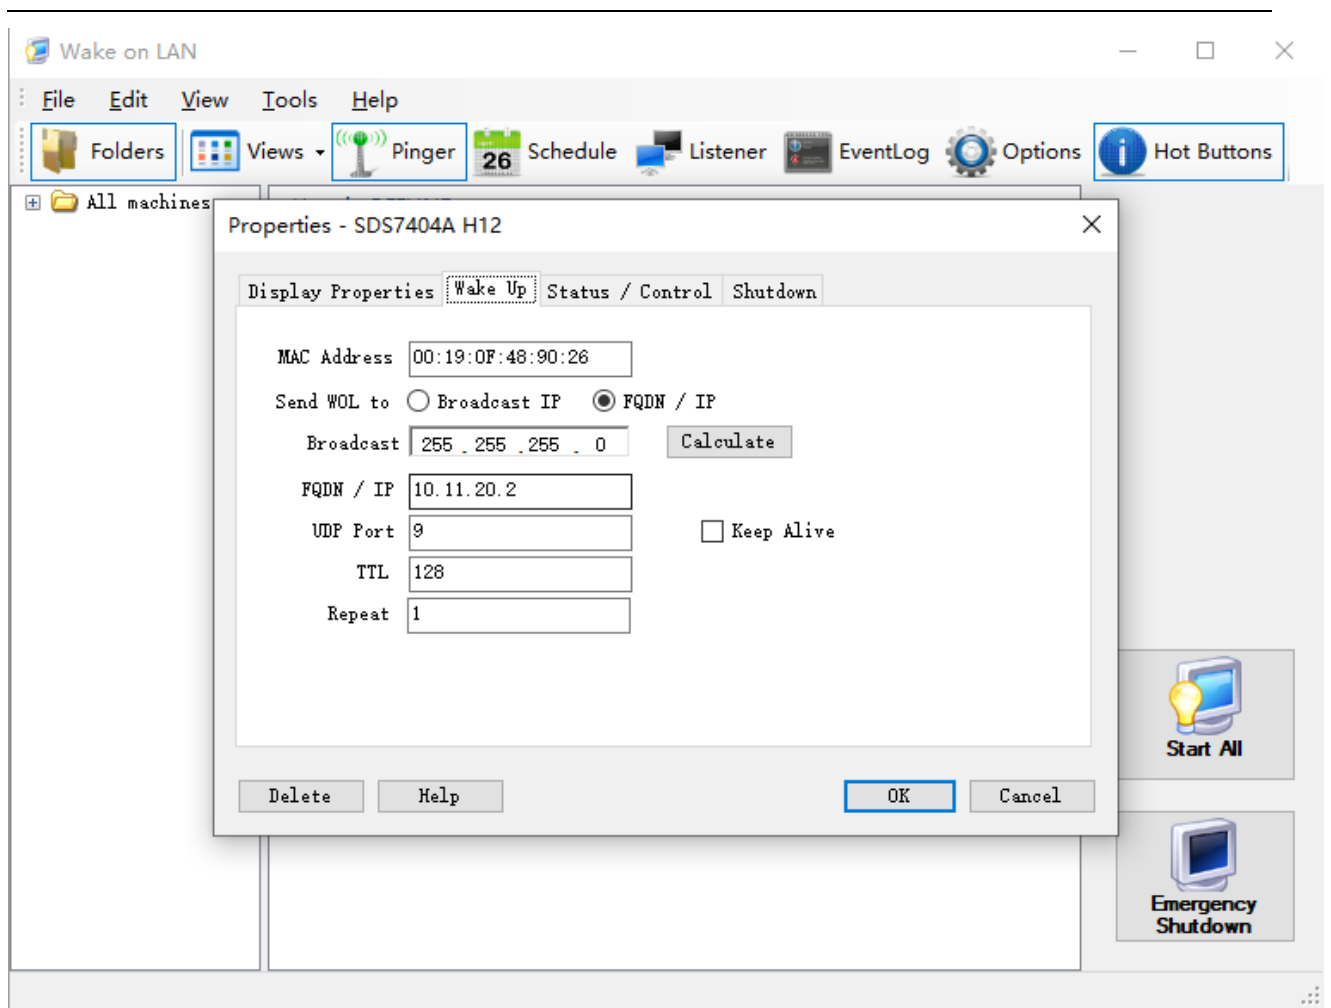 Wake on LAN
File Edit View Tools Help
Folders Views Pinger 26 Schedule Listener EventLog Options Hot Buttons
All machines
Properties - SDS7404A H12
Display Properties Wake Up Status / Control Shutdown
MAC Address 00:19:0F:48:90:26
Send WOL to Broadcast IP FQDN / IP
Broadcast 255 . 255 . 255 . 0 Calculate
FQDN / IP 10.11.20.2
UDP Port 9 Keep Alive
TTL 128
Repeat 1
Start All
Delete Help OK Cancel
Emergency
Shutdown